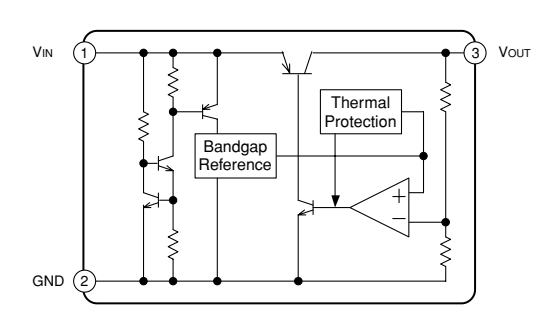 VIN 1
3 VOUT
Thermal
Protection
Bandgap
Reference
+
−
GND 2